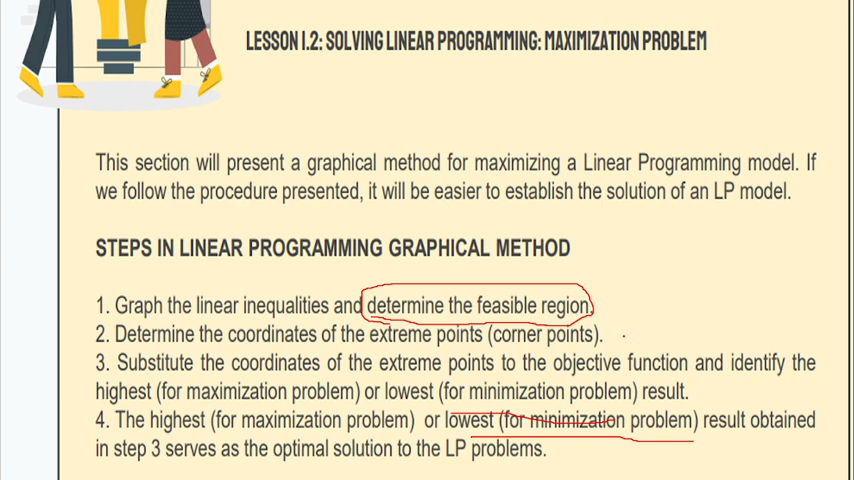 LESSON 1.2: SOLVING LINEAR PROGRAMMING: MAXIMIZATION PROBLEM
This section will present a graphical method for maximizing a Linear Programming model. If
we follow the procedure presented, it will be easier to establish the solution of an LP model.
STEPS IN LINEAR PROGRAMMING GRAPHICAL METHOD
1. Graph the linear inequalities and determine the feasible region.
2. Determine the coordinates of the extreme points (corner points).
3. Substitute the coordinates of the extreme points to the objective function and identify the
highest (for maximization problem) or lowest (for minimization problem) result.
4. The highest (for maximization problem) or lowest (for minimization problem) result obtained
in step 3 serves as the optimal solution to the LP problems.